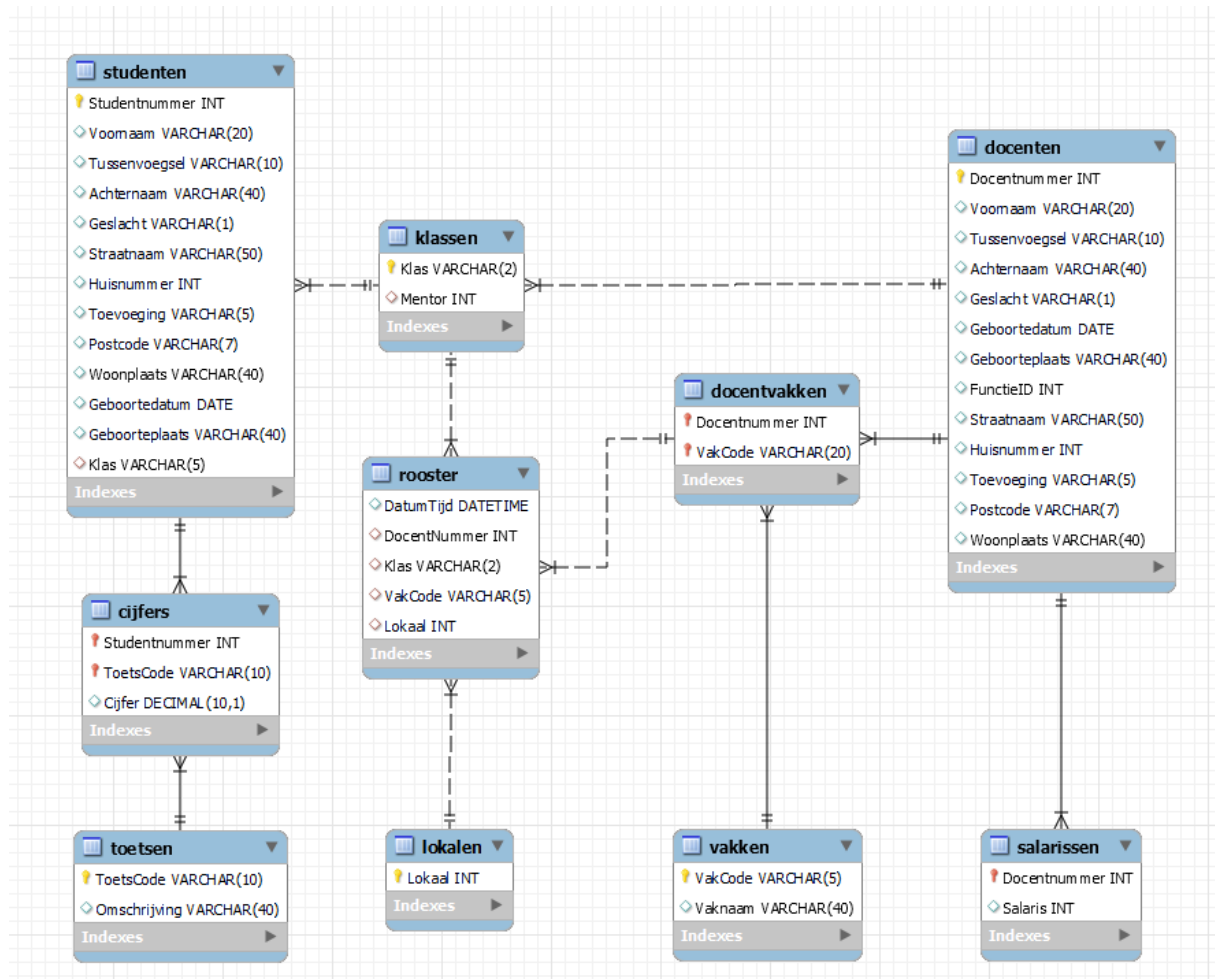 studenten
Studentnummer INT
Voornaam VARCHAR(20)
Tussenvoegsel VARCHAR(10)
Achternaam VARCHAR(40)
Geslacht VARCHAR(1)
Straatnaam VARCHAR(50)
Huisnummer INT
Toevoeging VARCHAR(5)
Postcode VARCHAR(7)
Woonplaats VARCHAR(40)
Geboortedatum DATE
Geboorteplaats VARCHAR(40)
Klas VARCHAR(5)
Indexes
klassen
Klas VARCHAR(2)
Mentor INT
Indexes
docenten
Docentnummer INT
Voornaam VARCHAR(20)
Tussenvoegsel VARCHAR(10)
Achternaam VARCHAR(40)
Geslacht VARCHAR(1)
Geboortedatum DATE
Geboorteplaats VARCHAR(40)
FunctieID INT
Straatnaam VARCHAR(50)
Huisnummer INT
Toevoeging VARCHAR(5)
Postcode VARCHAR(7)
Woonplaats VARCHAR(40)
Indexes
docentvakken
Docentnummer INT
VakCode VARCHAR(20)
Indexes
rooster
DatumTijd DATETIME
DocentNummer INT
Klas VARCHAR(2)
VakCode VARCHAR(5)
Lokaal INT
Indexes
cijfers
Studentnummer INT
ToetsCode VARCHAR(10)
Cijfer DECIMAL(10,1)
Indexes
toetsen
ToetsCode VARCHAR(10)
Omschrijving VARCHAR(40)
Indexes
lokalen
Lokaal INT
Indexes
vakken
VakCode VARCHAR(5)
Vaknaam VARCHAR(40)
Indexes
salarissen
Docentnummer INT
Salaris INT
Indexes